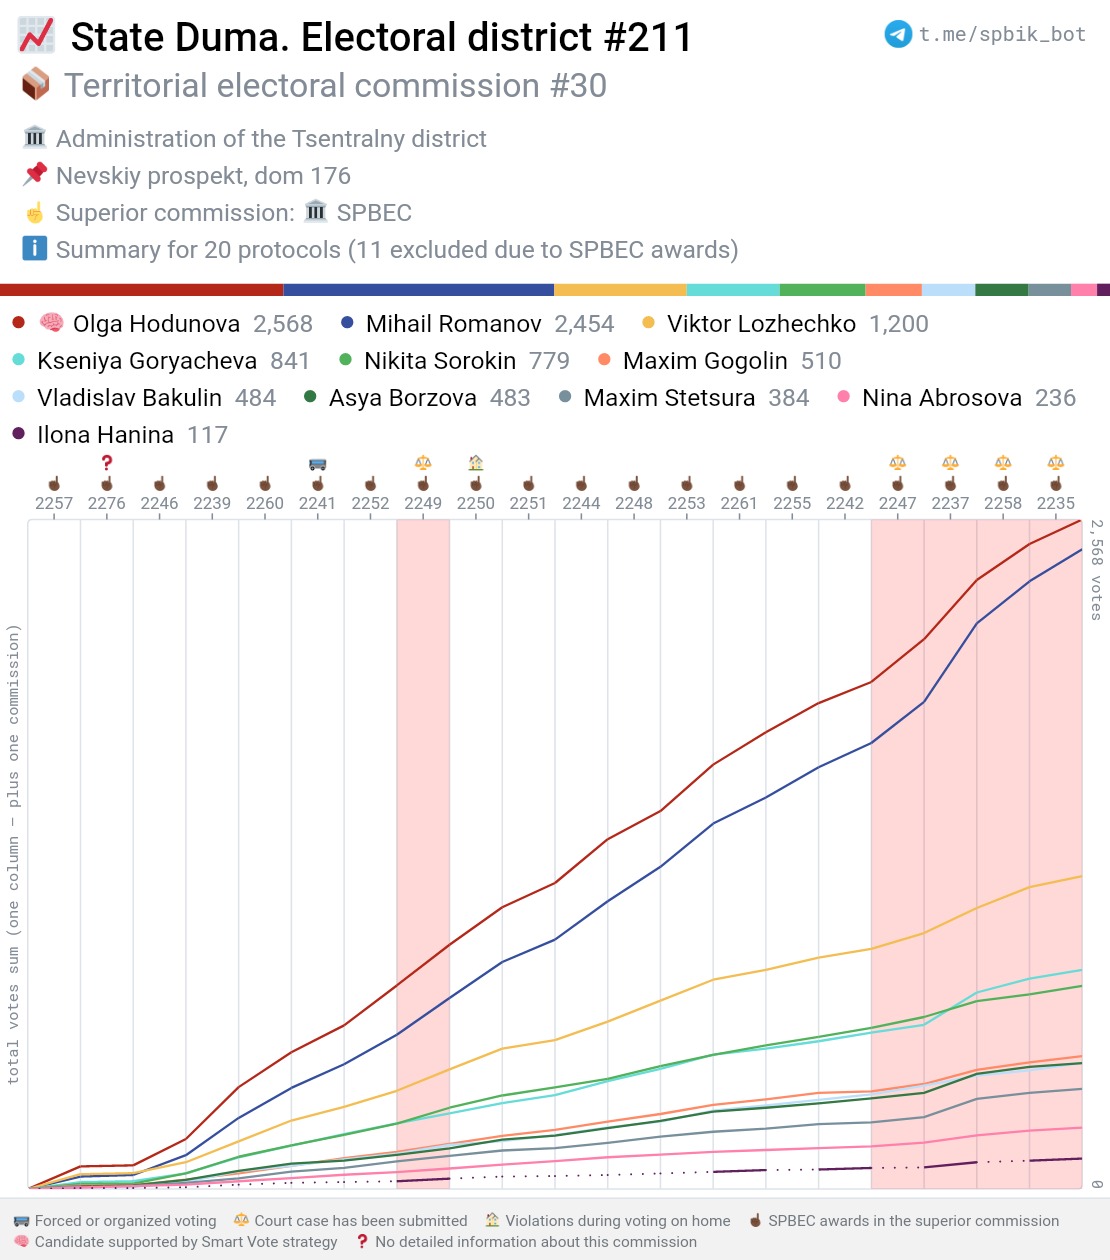 State Duma. Electoral district #211
t.me/spbik_bot
Territorial electoral commission #30
Administration of the Tsentralny district
Nevskiy prospekt, dom 176
Superior commission: SPBEC
Summary for 20 protocols (11 excluded due to SPBEC awards)
Olga Hodunova 2,568 Mihail Romanov 2,454 Viktor Lozhechko 1,200
Kseniya Goryacheva 841 Nikita Sorokin 779 Maxim Gogolin 510
Vladislav Bakulin 484 Asya Borzova 483 Maxim Stetsura 384 Nina Abrosova 236
Ilona Hanina 117
2257 2276 2246 2239 2260 2241 2252 2249 2250 2251 2244 2248 2253 2261 2255 2242 2247 2237 2258 2235
2,568 votes
0
total votes sum (one column – plus one commission)
Forced or organized voting Court case has been submitted Violations during voting on home SPBEC awards in the superior commission
Candidate supported by Smart Vote strategy No detailed information about this commission